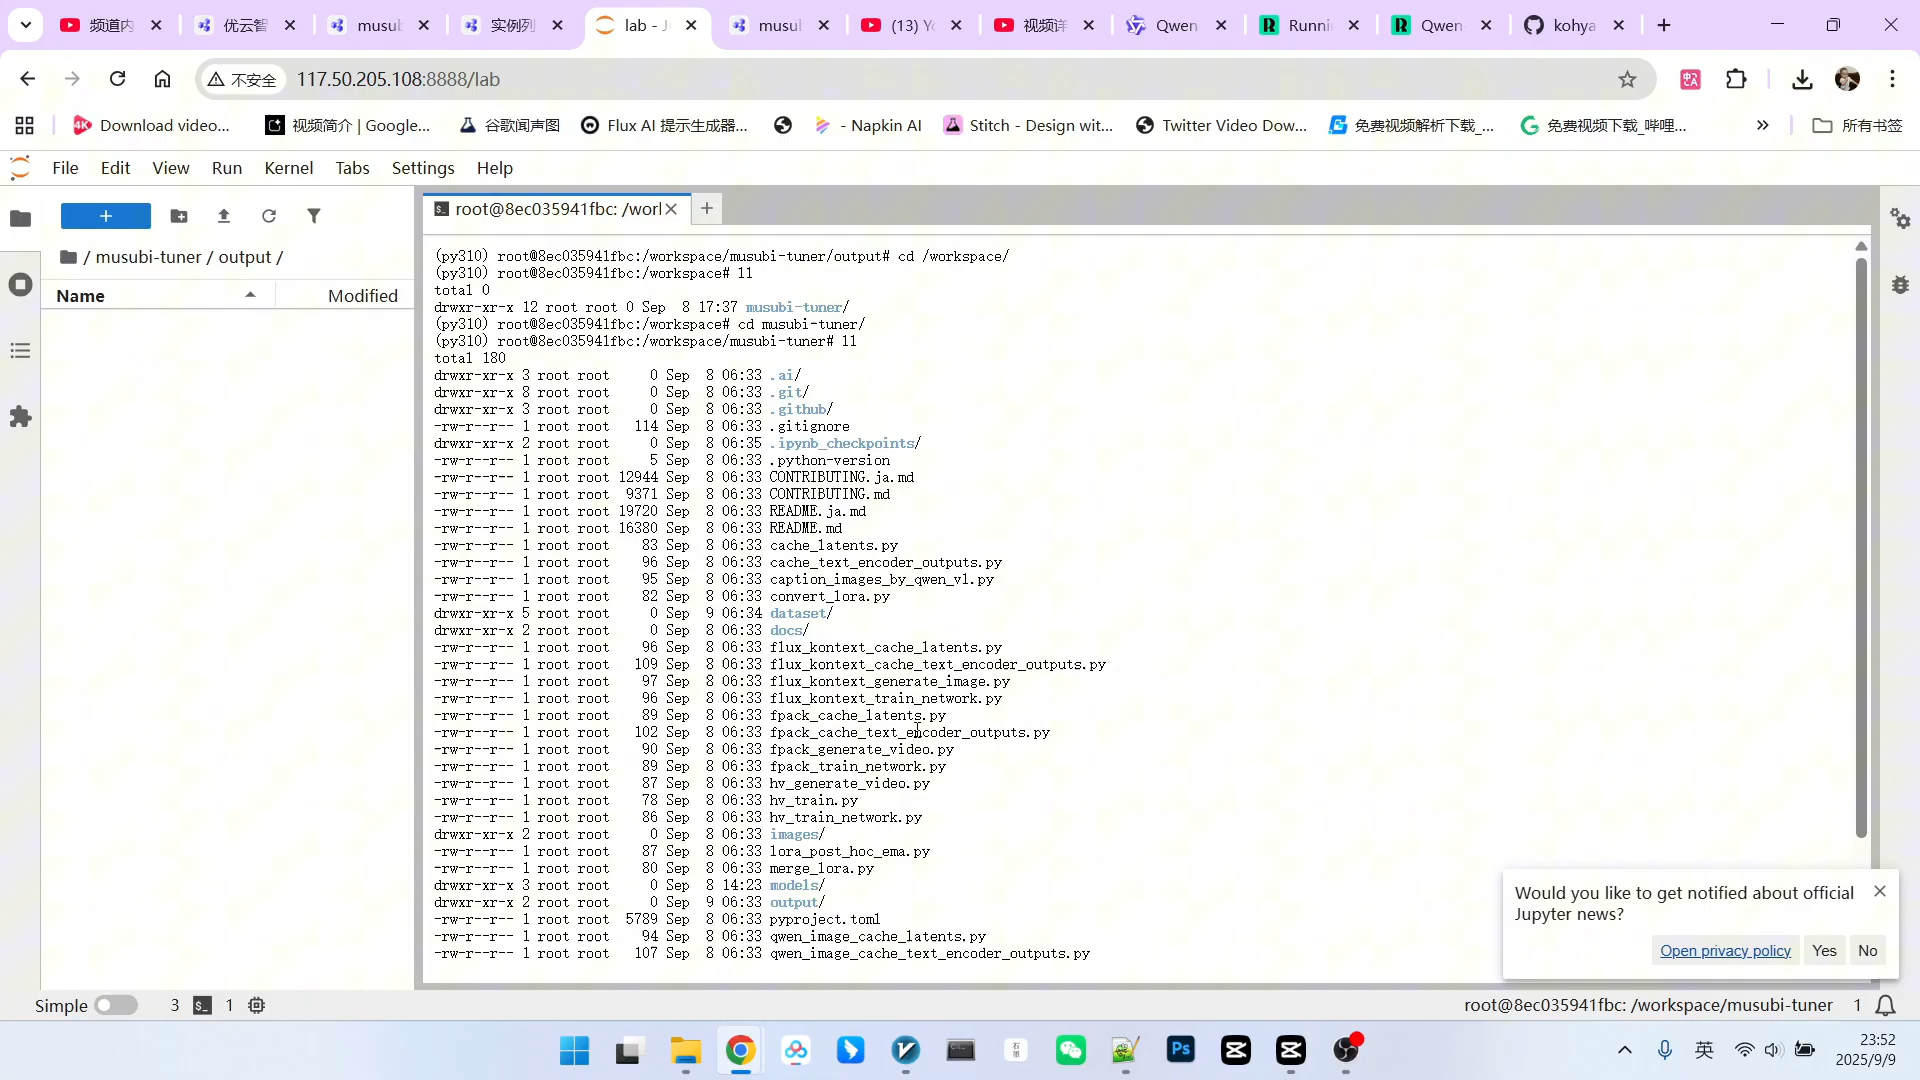 频道内
优云智
musul
实例列
lab - J
musul
(13) Yo
视频详
Qwen
Runni
Qwen
kohya
不安全
117.50.205.108:8888/lab
Download video...
视频简介 | Google...
谷歌闻声图
Flux AI 提示生成器...
- Napkin AI
Stitch - Design wit...
Twitter Video Dow...
免费视频解析下载_...
免费视频下载_哔哩...
»
所有书签
File Edit View Run Kernel Tabs Settings Help
root@8ec035941fbc: /worl
/ musubi-tuner / output /
Name
Modified
(py310) root@8ec035941fbc:/workspace/musubi-tuner/output# cd /workspace/
(py310) root@8ec035941fbc:/workspace# ll
total 0
drwxr-xr-x 12 root root 0 Sep  8 17:37 musubi-tuner/
(py310) root@8ec035941fbc:/workspace# cd musubi-tuner/
(py310) root@8ec035941fbc:/workspace/musubi-tuner# ll
total 180
drwxr-xr-x 3 root root     0 Sep  8 06:33 .ai/
drwxr-xr-x 8 root root     0 Sep  8 06:33 .git/
drwxr-xr-x 3 root root     0 Sep  8 06:33 .github/
-rw-r--r-- 1 root root   114 Sep  8 06:33 .gitignore
drwxr-xr-x 2 root root     0 Sep  8 06:35 .ipynb_checkpoints/
-rw-r--r-- 1 root root     5 Sep  8 06:33 .python-version
-rw-r--r-- 1 root root 12944 Sep  8 06:33 CONTRIBUTING.ja.md
-rw-r--r-- 1 root root  9371 Sep  8 06:33 CONTRIBUTING.md
-rw-r--r-- 1 root root 19720 Sep  8 06:33 README.ja.md
-rw-r--r-- 1 root root 16380 Sep  8 06:33 README.md
-rw-r--r-- 1 root root    83 Sep  8 06:33 cache_latents.py
-rw-r--r-- 1 root root    96 Sep  8 06:33 cache_text_encoder_outputs.py
-rw-r--r-- 1 root root    95 Sep  8 06:33 caption_images_by_qwen_vl.py
-rw-r--r-- 1 root root    82 Sep  8 06:33 convert_lora.py
drwxr-xr-x 5 root root     0 Sep  9 06:34 dataset/
drwxr-xr-x 2 root root     0 Sep  8 06:33 docs/
-rw-r--r-- 1 root root    96 Sep  8 06:33 flux_kontext_cache_latents.py
-rw-r--r-- 1 root root   109 Sep  8 06:33 flux_kontext_cache_text_encoder_outputs.py
-rw-r--r-- 1 root root    97 Sep  8 06:33 flux_kontext_generate_image.py
-rw-r--r-- 1 root root    96 Sep  8 06:33 flux_kontext_train_network.py
-rw-r--r-- 1 root root    89 Sep  8 06:33 fpack_cache_latents.py
-rw-r--r-- 1 root root   102 Sep  8 06:33 fpack_cache_text_encoder_outputs.py
-rw-r--r-- 1 root root    90 Sep  8 06:33 fpack_generate_video.py
-rw-r--r-- 1 root root    89 Sep  8 06:33 fpack_train_network.py
-rw-r--r-- 1 root root    87 Sep  8 06:33 hv_generate_video.py
-rw-r--r-- 1 root root    78 Sep  8 06:33 hv_train.py
-rw-r--r-- 1 root root    86 Sep  8 06:33 hv_train_network.py
drwxr-xr-x 2 root root     0 Sep  8 06:33 images/
-rw-r--r-- 1 root root    87 Sep  8 06:33 lora_post_hoc_ema.py
-rw-r--r-- 1 root root    80 Sep  8 06:33 merge_lora.py
drwxr-xr-x 3 root root     0 Sep  8 14:23 models/
drwxr-xr-x 2 root root     0 Sep  9 06:33 output/
-rw-r--r-- 1 root root  5789 Sep  8 06:33 pyproject.toml
-rw-r--r-- 1 root root    94 Sep  8 06:33 qwen_image_cache_latents.py
-rw-r--r-- 1 root root   107 Sep  8 06:33 qwen_image_cache_text_encoder_outputs.py
Would you like to get notified about official
Jupyter news?
Open privacy policy Yes No
Simple 3 1
root@8ec035941fbc: /workspace/musubi-tuner 1
Ps
英
23:52
2025/9/9